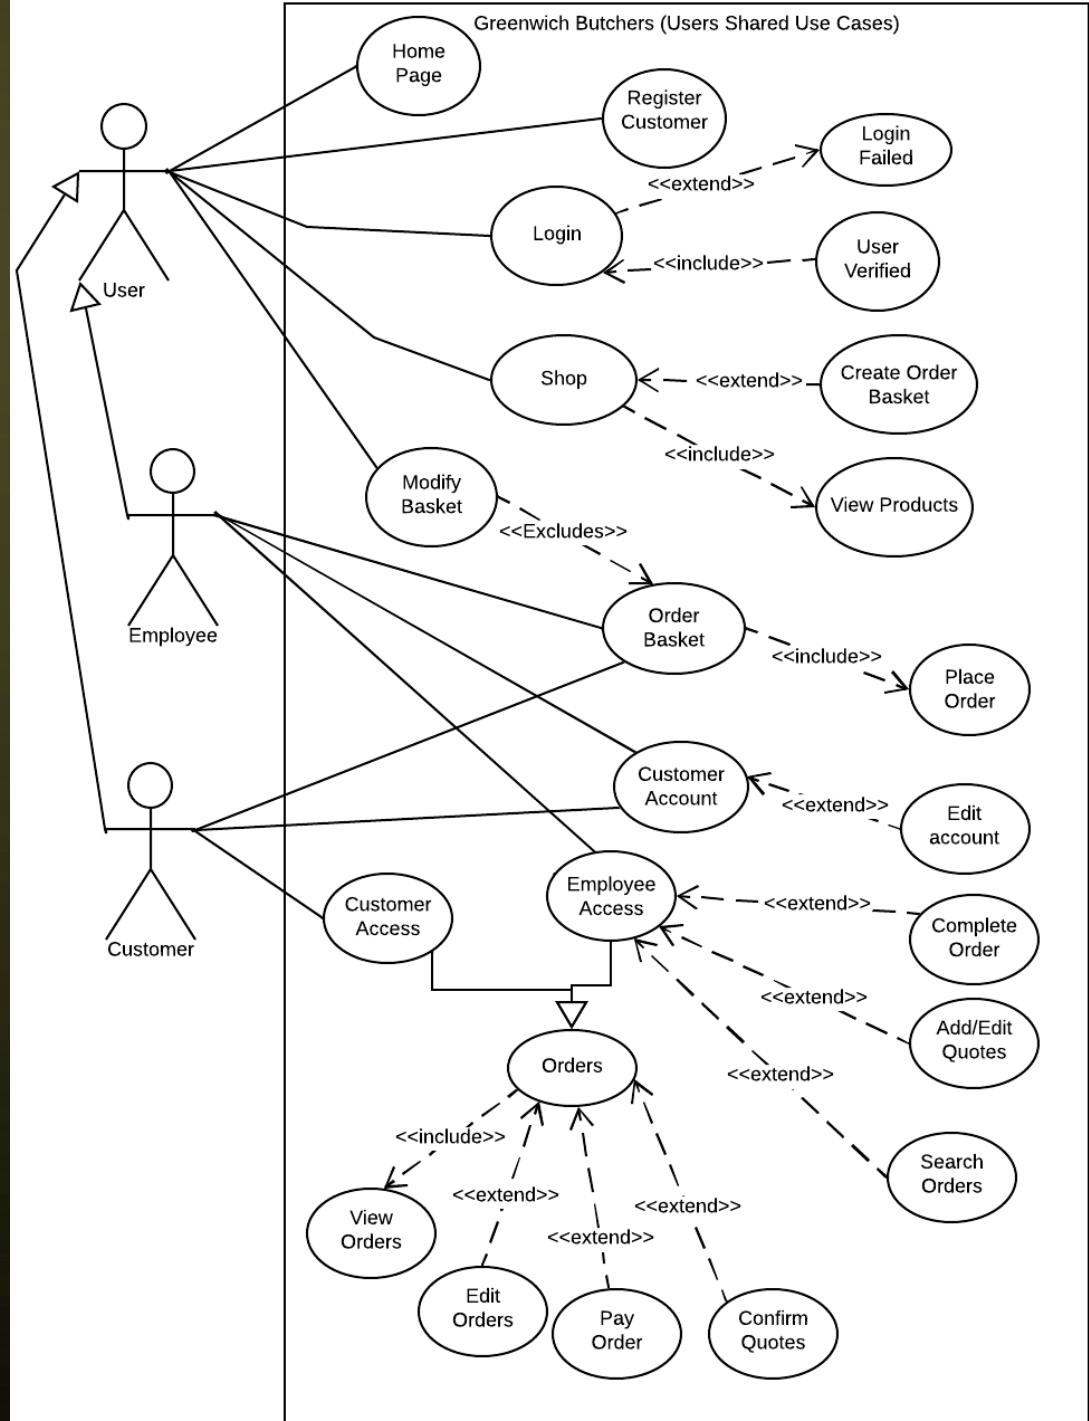 Greenwich Butchers (Users Shared Use Cases)
Home
Page
Register
Customer
Login
Failed
<<extend>>
Login
User
Verified
<<include>>
User
Shop
<<extend>>
Create Order
Basket
<<include>>
Modify
Basket
View Products
<<Excludes>>
Employee
Order
Basket
<<include>>
Place
Order
Customer
Account
<<extend>>
Edit
account
Employee
Access
Customer
Access
<<extend>>
Complete
Order
Customer
<<extend>>
Add/Edit
Quotes
Orders
<<extend>>
<<include>>
Search
Orders
<<extend>>
<<extend>>
<<extend>>
View
Orders
Edit
Orders
Pay
Order
Confirm
Quotes